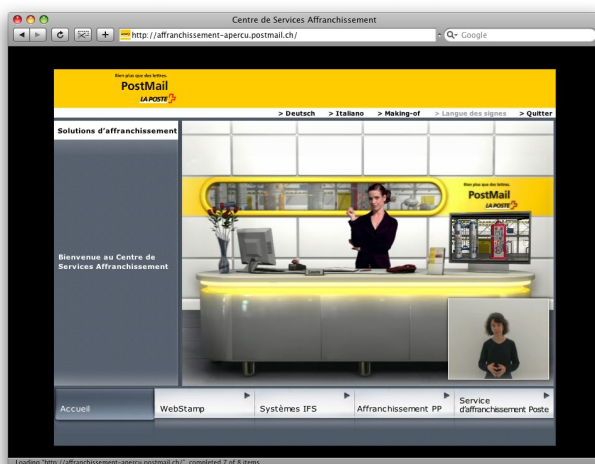 Centre de Services Affranchissement
http://affranchissement-apercu.postmail.ch/
Google
Bien plus que des lettres.
PostMail
LA POSTE
> Deutsch > Italiano > Making-of > Langue des signes > Quitter
Solutions d'affranchissement
Bien plus que des lettres.
PostMail
LA POSTE
Bienvenue au Centre de
Services Affranchissement
Accueil
WebStamp
Systèmes IFS
Affranchissement PP
Service
d'affranchissement Poste
Loading "http://affranchissement-apercu.postmail.ch/", completed 7 of 8 items